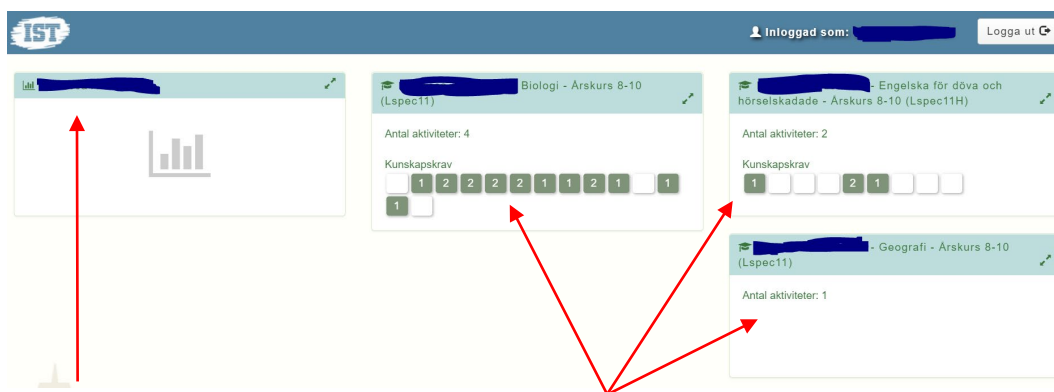 IST
Inloggad som:
Logga ut
Biologi - Årskurs 8-10
(Lspec11)
Antal aktiviteter: 4
Kunskapskrav
1 2 2 2 2 1 1 2 1 1
1
- Engelska för döva och
hörselskadade - Årskurs 8-10 (Lspec11H)
Antal aktiviteter: 2
Kunskapskrav
1 2 1
- Geografi - Årskurs 8-10
(Lspec11)
Antal aktiviteter: 1